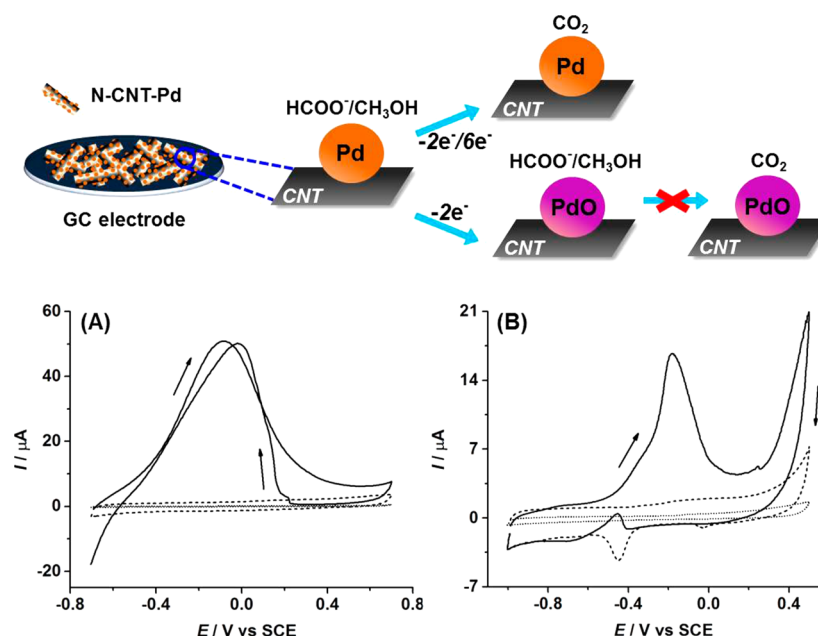 CO₂
Pd
CNT
N-CNT-Pd
HCOO⁻/CH₃OH
Pd
CNT
-2e⁻/6e⁻
GC electrode
-2e⁻
HCOO⁻/CH₃OH
PdO
CNT
CO₂
PdO
CNT
(A)
60
40
20
0
-20
I / μA
-0.8 -0.4 0.0 0.4 0.8
E / V vs SCE
(B)
21
14
7
0
-7
I / μA
-0.8 -0.4 0.0 0.4
E / V vs SCE